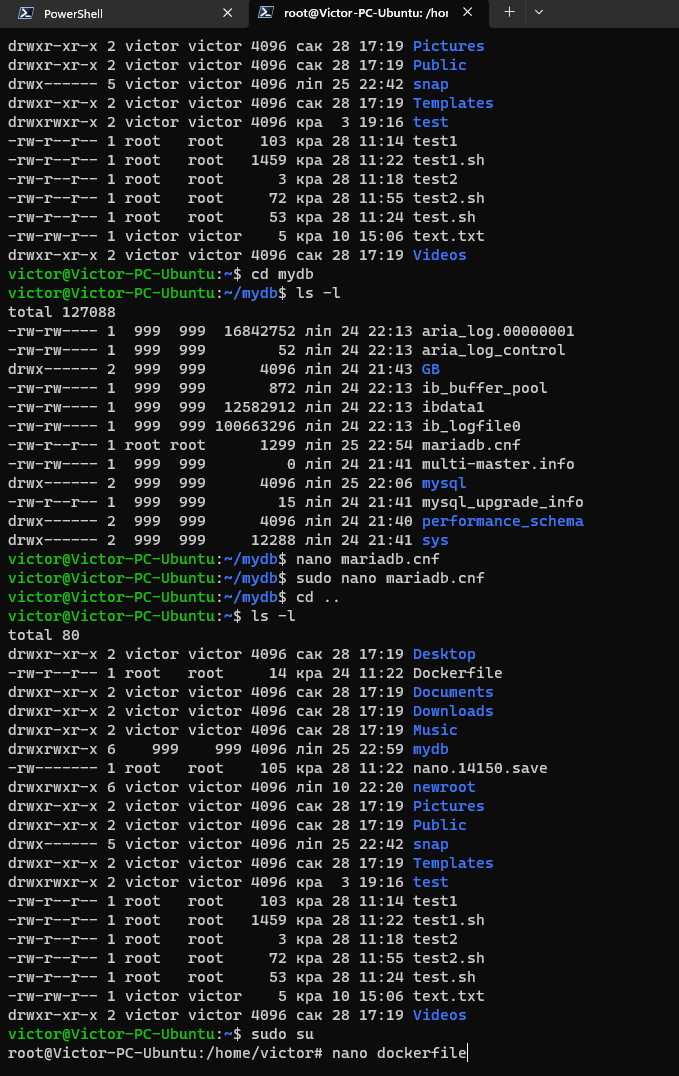 PowerShell
root@Victor-PC-Ubuntu: /hor
drwxr-xr-x 2 victor victor 4096 сак 28 17:19 Pictures
drwxr-xr-x 2 victor victor 4096 сак 28 17:19 Public
drwx------ 5 victor victor 4096 ліп 25 22:42 snap
drwxr-xr-x 2 victor victor 4096 сак 28 17:19 Templates
drwxrwxr-x 2 victor victor 4096 кра  3 19:16 test
-rw-r--r-- 1 root   root    103 кра 28 11:14 test1
-rw-r--r-- 1 root   root   1459 кра 28 11:22 test1.sh
-rw-r--r-- 1 root   root      3 кра 28 11:18 test2
-rw-r--r-- 1 root   root     72 кра 28 11:55 test2.sh
-rw-r--r-- 1 root   root     53 кра 28 11:24 test.sh
-rw-rw-r-- 1 victor victor    5 кра 10 15:06 text.txt
drwxr-xr-x 2 victor victor 4096 сак 28 17:19 Videos
victor@Victor-PC-Ubuntu:~$ cd mydb
victor@Victor-PC-Ubuntu:~/mydb$ ls -l
total 127088
-rw-rw---- 1  999  999  16842752 ліп 24 22:13 aria_log.00000001
-rw-rw---- 1  999  999        52 ліп 24 22:13 aria_log_control
drwx------ 2  999  999      4096 ліп 24 21:43 GB
-rw-rw---- 1  999  999       872 ліп 24 22:13 ib_buffer_pool
-rw-rw---- 1  999  999  12582912 ліп 24 22:13 ibdata1
-rw-rw---- 1  999  999 100663296 ліп 24 22:13 ib_logfile0
-rw-r--r-- 1 root root      1299 ліп 25 22:54 mariadb.cnf
-rw-rw---- 1  999  999         0 ліп 24 21:41 multi-master.info
drwx------ 2  999  999      4096 ліп 25 22:06 mysql
-rw-r--r-- 1  999  999        15 ліп 24 21:41 mysql_upgrade_info
drwx------ 2  999  999      4096 ліп 24 21:40 performance_schema
drwx------ 2  999  999     12288 ліп 24 21:41 sys
victor@Victor-PC-Ubuntu:~/mydb$ nano mariadb.cnf
victor@Victor-PC-Ubuntu:~/mydb$ sudo nano mariadb.cnf
victor@Victor-PC-Ubuntu:~/mydb$ cd ..
victor@Victor-PC-Ubuntu:~$ ls -l
total 80
drwxr-xr-x 2 victor victor 4096 сак 28 17:19 Desktop
-rw-r--r-- 1 root   root     14 кра 24 11:22 Dockerfile
drwxr-xr-x 2 victor victor 4096 сак 28 17:19 Documents
drwxr-xr-x 2 victor victor 4096 сак 28 17:19 Downloads
drwxr-xr-x 2 victor victor 4096 сак 28 17:19 Music
drwxrwxr-x 6    999    999 4096 ліп 25 22:59 mydb
-rw------- 1 root   root    105 кра 28 11:22 nano.14150.save
drwxrwxr-x 6 victor victor 4096 ліп 10 22:20 newroot
drwxr-xr-x 2 victor victor 4096 сак 28 17:19 Pictures
drwxr-xr-x 2 victor victor 4096 сак 28 17:19 Public
drwx------ 5 victor victor 4096 ліп 25 22:42 snap
drwxr-xr-x 2 victor victor 4096 сак 28 17:19 Templates
drwxrwxr-x 2 victor victor 4096 кра  3 19:16 test
-rw-r--r-- 1 root   root    103 кра 28 11:14 test1
-rw-r--r-- 1 root   root   1459 кра 28 11:22 test1.sh
-rw-r--r-- 1 root   root      3 кра 28 11:18 test2
-rw-r--r-- 1 root   root     72 кра 28 11:55 test2.sh
-rw-r--r-- 1 root   root     53 кра 28 11:24 test.sh
-rw-rw-r-- 1 victor victor    5 кра 10 15:06 text.txt
drwxr-xr-x 2 victor victor 4096 сак 28 17:19 Videos
victor@Victor-PC-Ubuntu:~$ sudo su
root@Victor-PC-Ubuntu:/home/victor# nano dockerfile